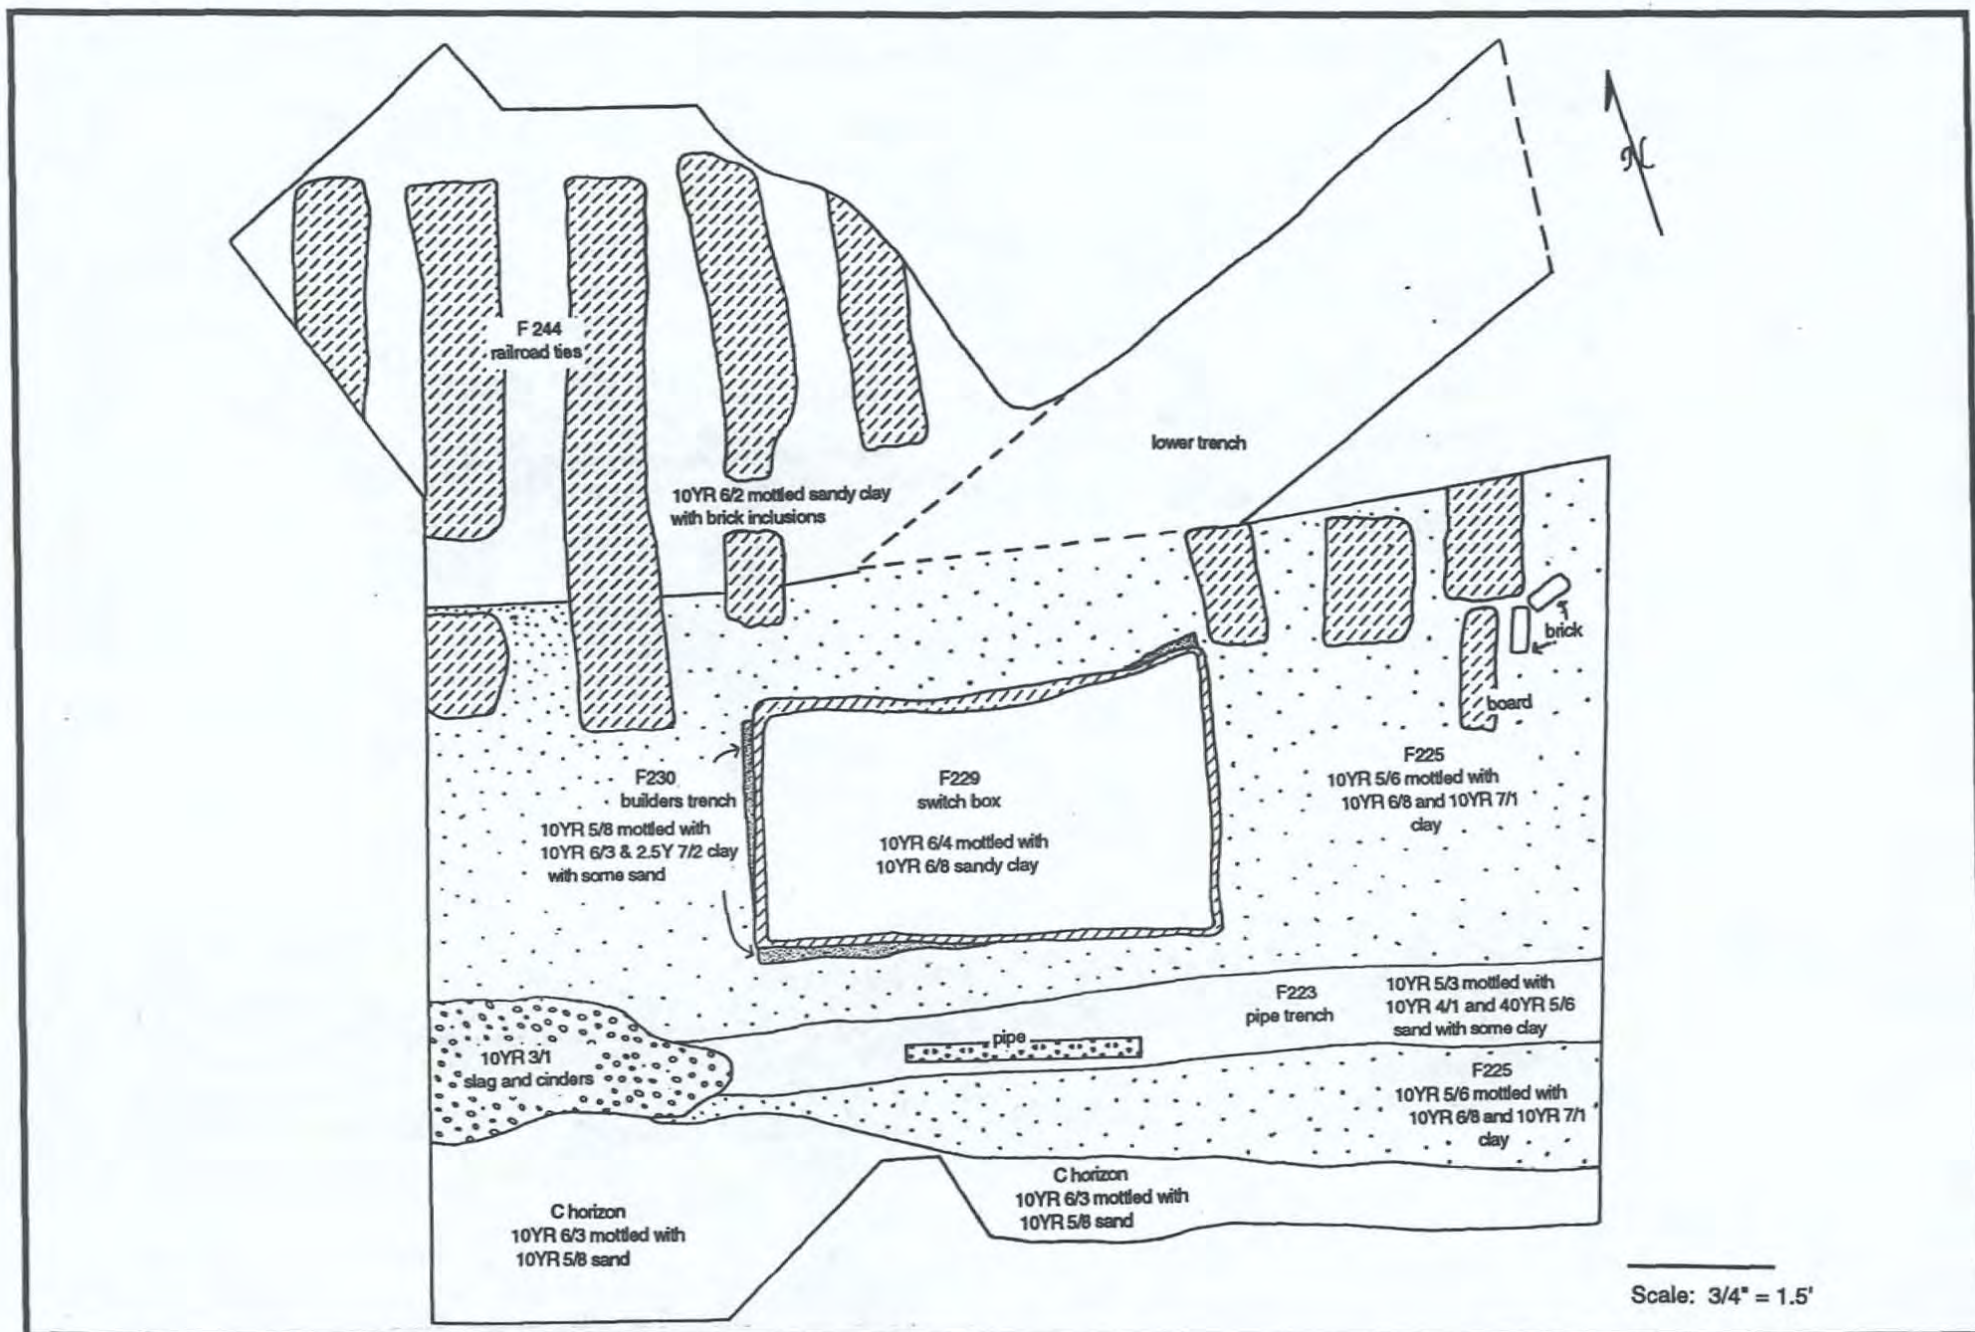 N
F 244
railroad ties
lower trench
10YR 6/2 mottled sandy clay
with brick inclusions
brick
board
F225
10YR 5/6 mottled with
10YR 6/8 and 10YR 7/1
clay
F230
builders trench
10YR 5/8 mottled with
10YR 6/3 & 2.5Y 7/2 clay
with some sand
F229
switch box
10YR 6/4 mottled with
10YR 6/8 sandy clay
F223
pipe trench
10YR 5/3 mottled with
10YR 4/1 and 40YR 5/6
sand with some clay
pipe
10YR 3/1
slag and cinders
F225
10YR 5/6 mottled with
10YR 6/8 and 10YR 7/1
clay
C horizon
10YR 6/3 mottled with
10YR 5/8 sand
C horizon
10YR 6/3 mottled with
10YR 5/8 sand
Scale: 3/4" = 1.5'